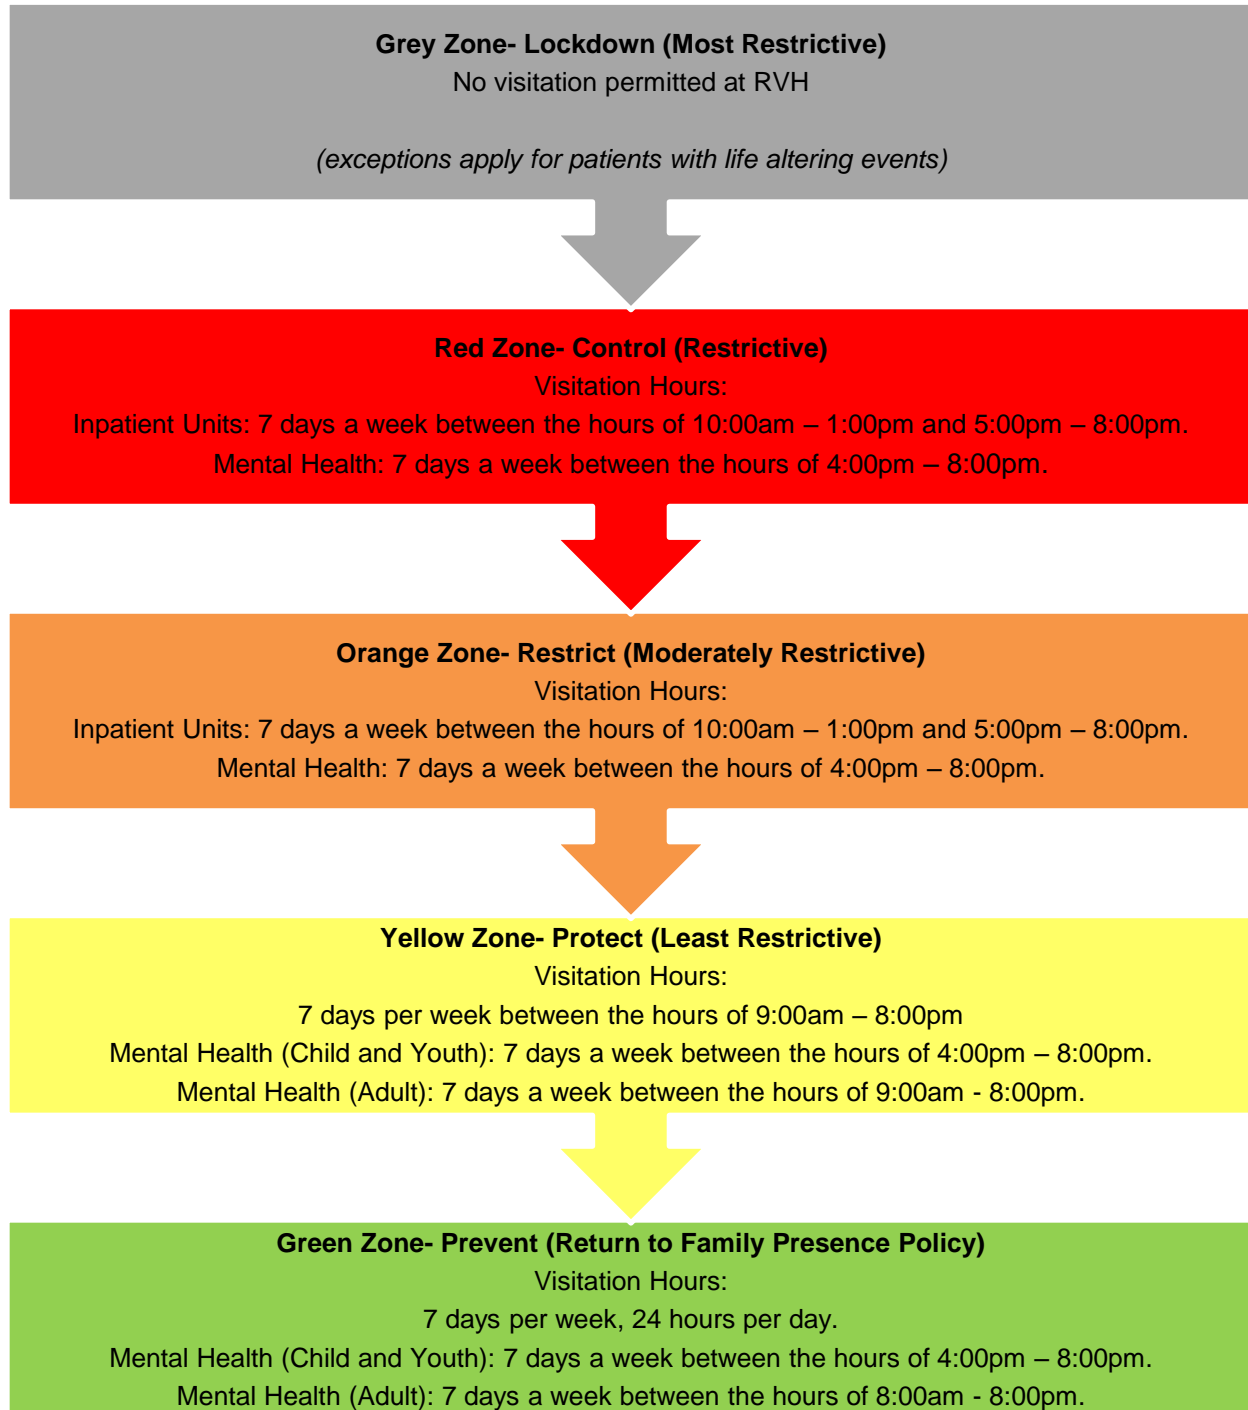 Grey Zone- Lockdown (Most Restrictive)
No visitation permitted at RVH
(exceptions apply for patients with life altering events)
Red Zone- Control (Restrictive)
Visitation Hours:
Inpatient Units: 7 days a week between the hours of 10:00am – 1:00pm and 5:00pm – 8:00pm.
Mental Health: 7 days a week between the hours of 4:00pm – 8:00pm.
Orange Zone- Restrict (Moderately Restrictive)
Visitation Hours:
Inpatient Units: 7 days a week between the hours of 10:00am – 1:00pm and 5:00pm – 8:00pm.
Mental Health: 7 days a week between the hours of 4:00pm – 8:00pm.
Yellow Zone- Protect (Least Restrictive)
Visitation Hours:
7 days per week between the hours of 9:00am – 8:00pm
Mental Health (Child and Youth): 7 days a week between the hours of 4:00pm – 8:00pm.
Mental Health (Adult): 7 days a week between the hours of 9:00am - 8:00pm.
Green Zone- Prevent (Return to Family Presence Policy)
Visitation Hours:
7 days per week, 24 hours per day.
Mental Health (Child and Youth): 7 days a week between the hours of 4:00pm – 8:00pm.
Mental Health (Adult): 7 days a week between the hours of 8:00am - 8:00pm.